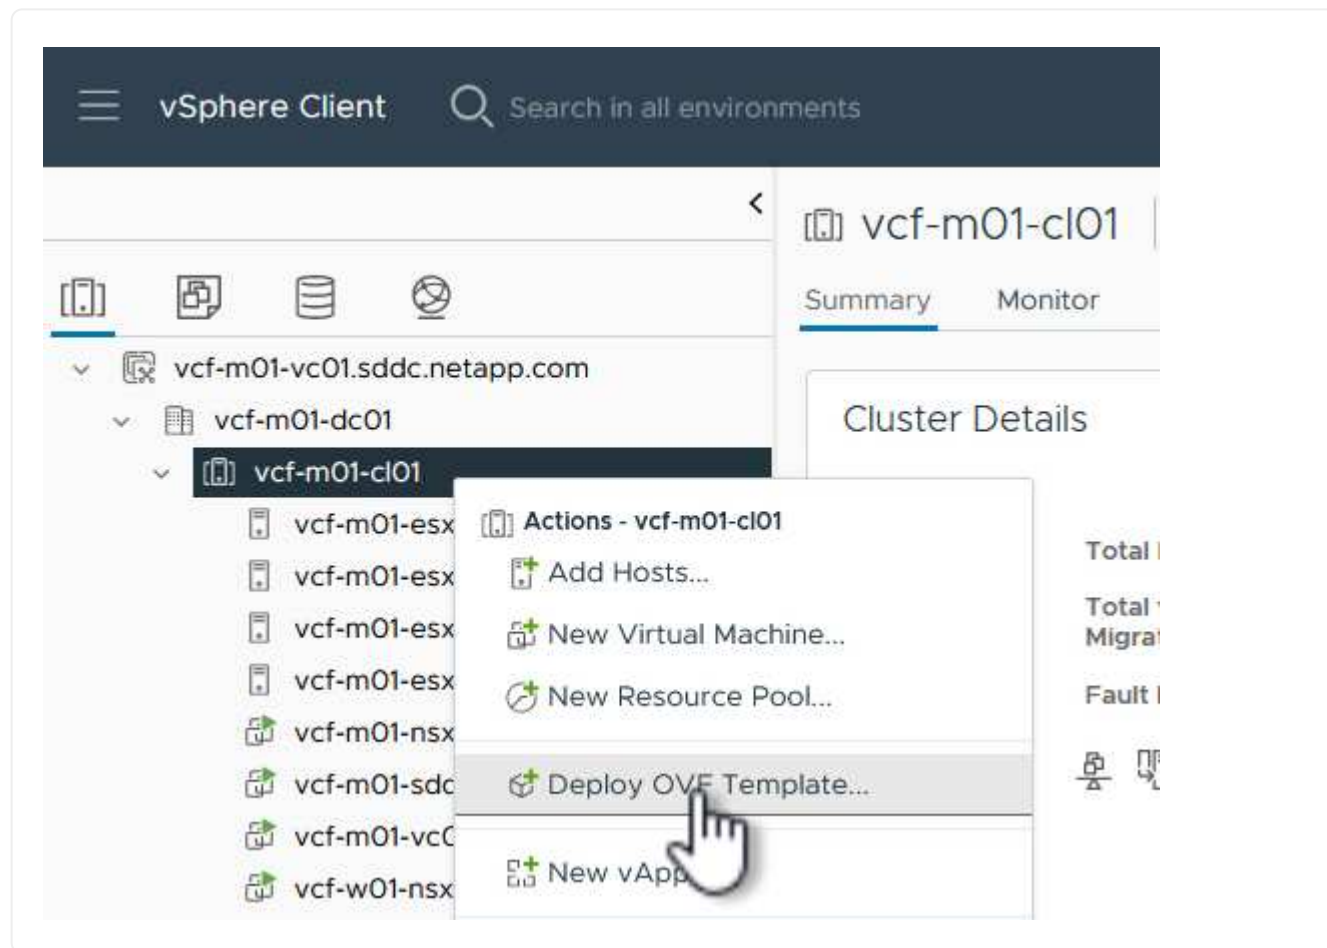 vSphere Client
Search in all environments
vcf-m01-cl01
Summary Monitor
vcf-m01-vc01.sddc.netapp.com
vcf-m01-dc01
vcf-m01-cl01
Cluster Details
vcf-m01-esx
vcf-m01-esx
vcf-m01-esx
vcf-m01-esx
vcf-m01-nsx
vcf-m01-sdd
vcf-m01-vc0
vcf-w01-nsx
Actions - vcf-m01-cl01
Add Hosts...
New Virtual Machine...
New Resource Pool...
Deploy OVF Template...
New vApp
Total
Total
Migrat
Fault